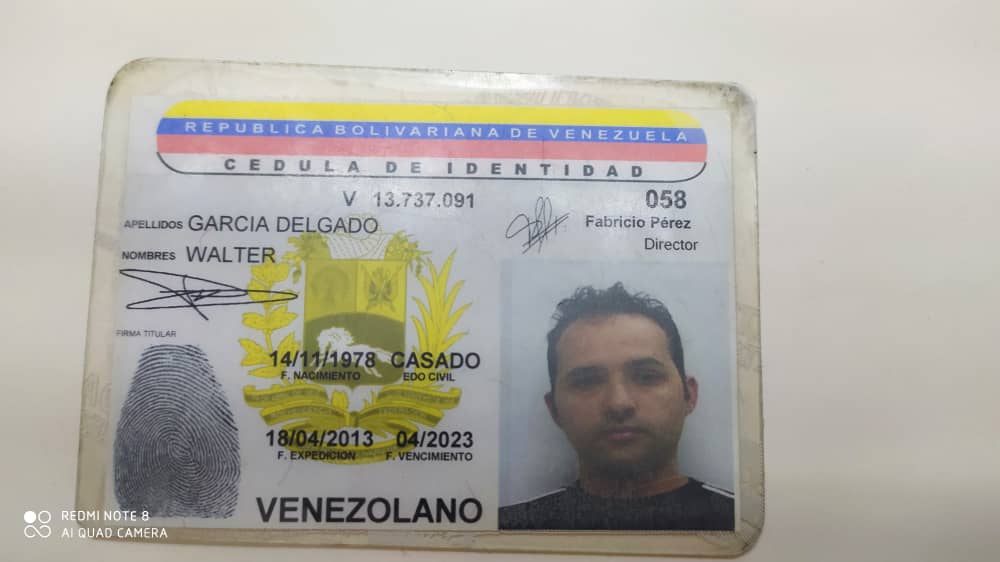 REPUBLICA BOLIVARIANA DE VENEZUELA
CEDULA DE IDENTIDAD
V 13.737.091
058
APELLIDOS GARCIA DELGADO
Fabricio Pérez
Director
NOMBRES WALTER
FIRMA TITULAR
14/11/1978 CASADO
F. NACIMIENTO EDO CIVIL
18/04/2013 04/2023
F. EXPEDICION F. VENCIMIENTO
VENEZOLANO
REDMI NOTE 8
AI QUAD CAMERA